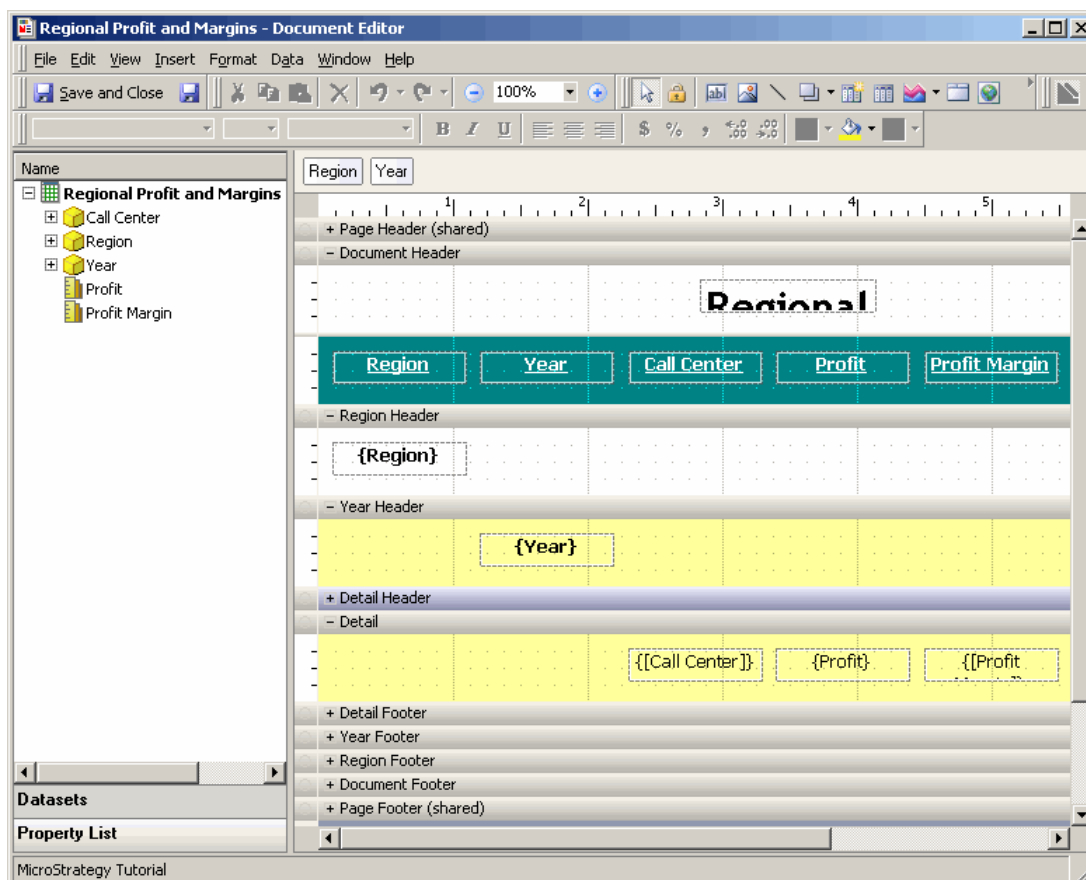 Regional Profit and Margins - Document Editor
File Edit View Insert Format Data Window Help
Save and Close 100%
B I U $ % , .00 .00
Name
Regional Profit and Margins
Call Center
Region
Year
Profit
Profit Margin
Datasets
Property List
Region Year
1 2 3 4 5
+ Page Header (shared)
- Document Header
Regional
Region Year Call Center Profit Profit Margin
- Region Header
{Region}
- Year Header
{Year}
+ Detail Header
- Detail
{[Call Center]} {Profit} {[Profit
+ Detail Footer
+ Year Footer
+ Region Footer
+ Document Footer
+ Page Footer (shared)
MicroStrategy Tutorial